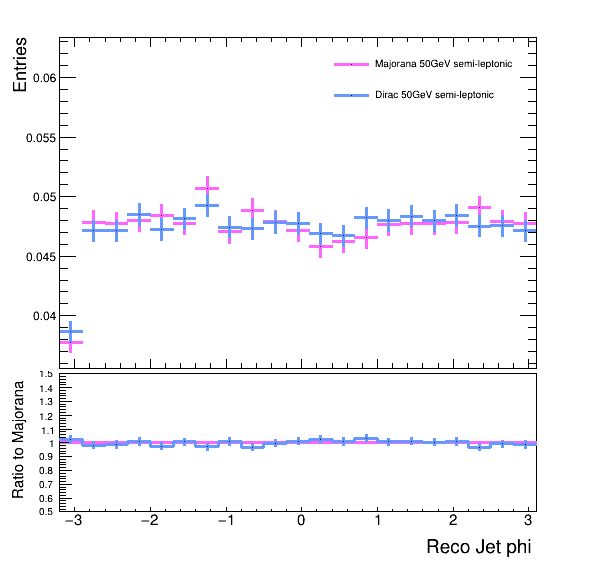 Entries
Majorana 50GeV semi-leptonic
Dirac 50GeV semi-leptonic
0.06
0.055
0.05
0.045
0.04
Ratio to Majorana
1.5
1.4
1.3
1.2
1.1
1
0.9
0.8
0.7
0.6
0.5
−3 −2 −1 0 1 2 3
Reco Jet phi